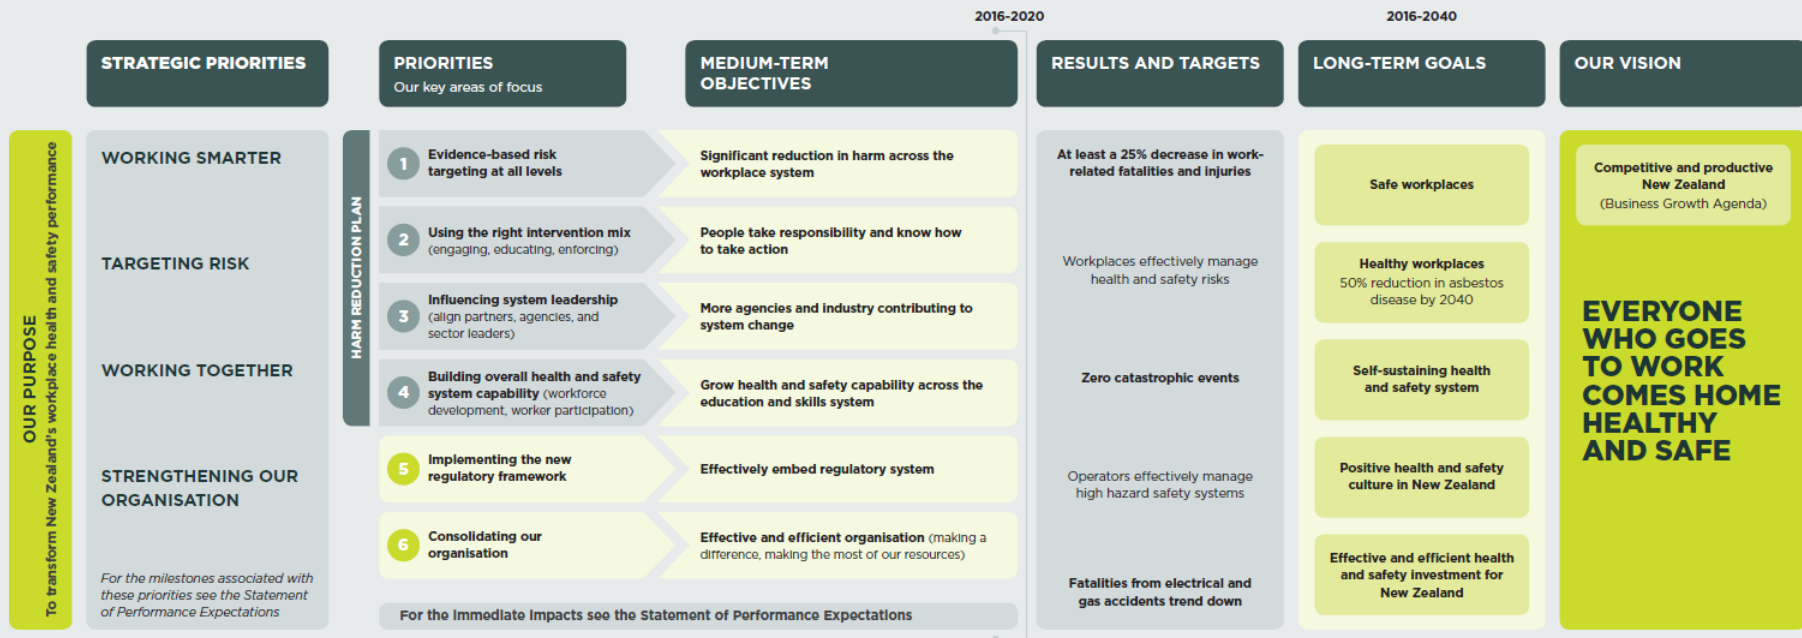 2016-2020
2016-2040
STRATEGIC PRIORITIES
PRIORITIES
Our key areas of focus
MEDIUM-TERM
OBJECTIVES
RESULTS AND TARGETS
LONG-TERM GOALS
OUR VISION
OUR PURPOSE
To transform New Zealand's workplace health and safety performance
WORKING SMARTER
TARGETING RISK
WORKING TOGETHER
STRENGTHENING OUR
ORGANISATION
For the milestones associated with
these priorities see the Statement
of Performance Expectations
HARM REDUCTION PLAN
1
Evidence-based risk
targeting at all levels
Significant reduction in harm across the
workplace system
2
Using the right intervention mix
(engaging, educating, enforcing)
People take responsibility and know how
to take action
3
Influencing system leadership
(align partners, agencies, and
sector leaders)
More agencies and industry contributing to
system change
4
Building overall health and safety
system capability (workforce
development, worker participation)
Grow health and safety capability across the
education and skills system
5
Implementing the new
regulatory framework
Effectively embed regulatory system
6
Consolidating our
organisation
Effective and efficient organisation (making a
difference, making the most of our resources)
For the immediate impacts see the Statement of Performance Expectations
At least a 25% decrease in work-
related fatalities and injuries
Workplaces effectively manage
health and safety risks
Zero catastrophic events
Operators effectively manage
high hazard safety systems
Fatalities from electrical and
gas accidents trend down
Safe workplaces
Healthy workplaces
50% reduction in asbestos
disease by 2040
Self-sustaining health
and safety system
Positive health and safety
culture in New Zealand
Effective and efficient health
and safety investment for
New Zealand
Competitive and productive
New Zealand
(Business Growth Agenda)
EVERYONE
WHO GOES
TO WORK
COMES HOME
HEALTHY
AND SAFE